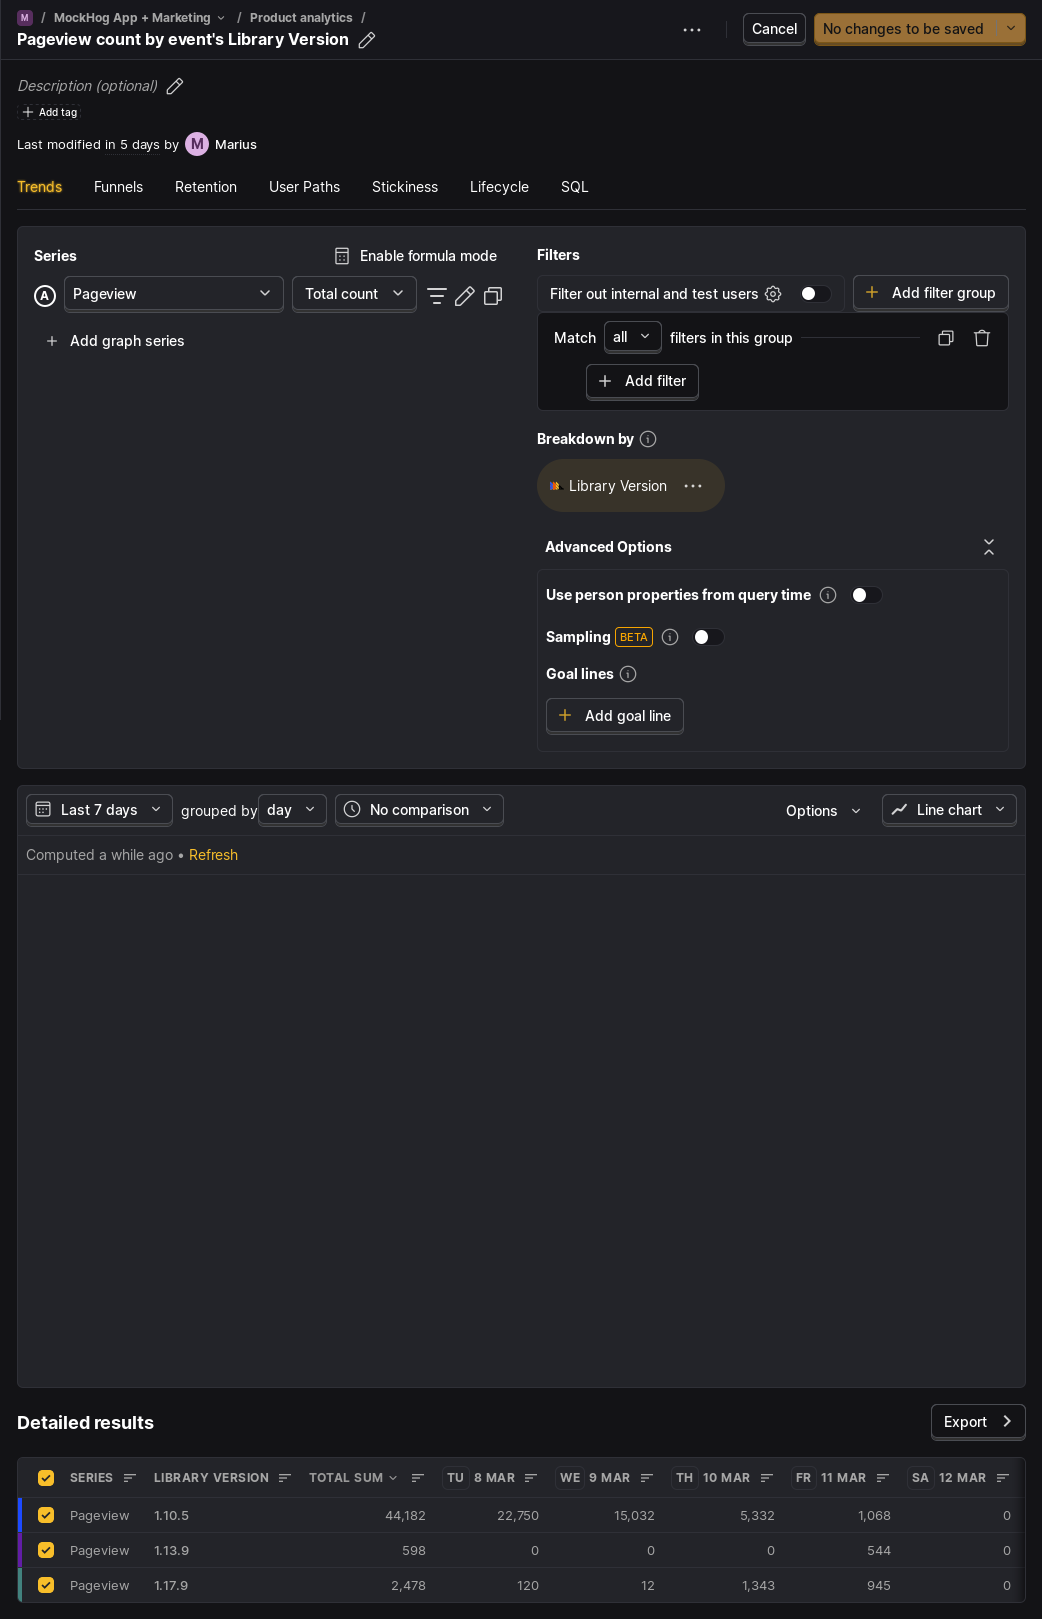 M / MockHog App + Marketing / Product analytics /
Pageview count by event's Library Version
Cancel
No changes to be saved
Description (optional)
Add tag
Last modified in 5 days by M Marius
Trends Funnels Retention User Paths Stickiness Lifecycle SQL
Series
Enable formula mode
A Pageview Total count
Add graph series
Filters
Filter out internal and test users
Add filter group
Match all filters in this group
Add filter
Breakdown by
Library Version
Advanced Options
Use person properties from query time
Sampling BETA
Goal lines
Add goal line
Last 7 days grouped by day No comparison Options Line chart
Computed a while ago • Refresh
Detailed results
Export
SERIES LIBRARY VERSION TOTAL SUM TU 8 MAR WE 9 MAR TH 10 MAR FR 11 MAR SA 12 MAR
Pageview 1.10.5 44,182 22,750 15,032 5,332 1,068 0
Pageview 1.13.9 598 0 0 0 544 0
Pageview 1.17.9 2,478 120 12 1,343 945 0